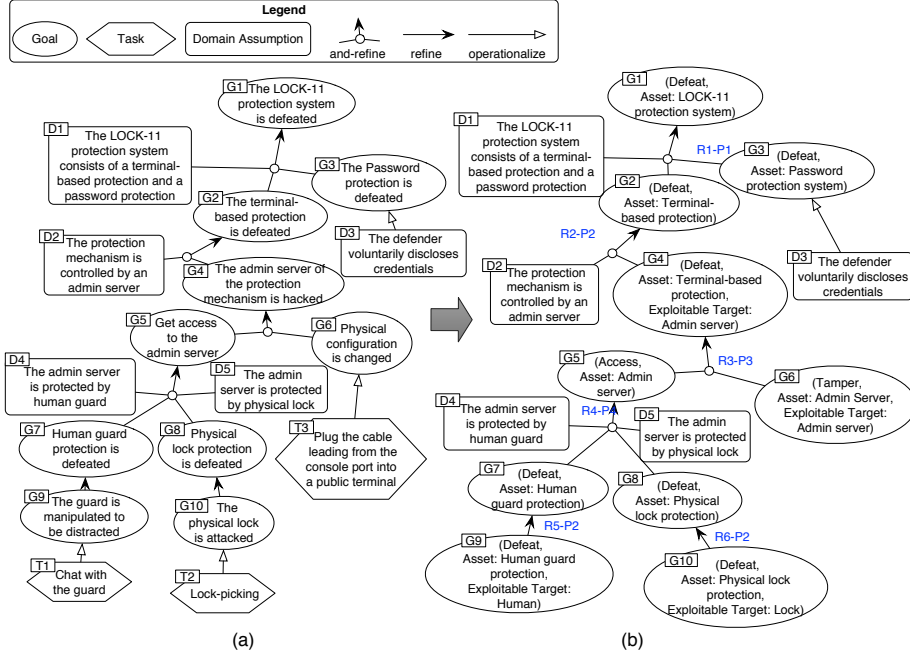 Legend
Goal
Task
Domain Assumption
and-refine
refine
operationalize
G1
The LOCK-11
protection system
is defeated
D1
The LOCK-11
protection system
consists of a terminal-
based protection and a
password protection
G3
The Password
protection is
defeated
G2
The terminal-
based protection
is defeated
D2
The protection
mechanism is
controlled by an
admin server
D3
The defender
voluntarily discloses
credentials
G4
The admin server of
the protection
mechanism is hacked
G5
Get access
to the
admin server
G6
Physical
configuration
is changed
D4
The admin server
is protected by
human guard
D5
The admin
server is protected
by physical lock
G7
Human guard
protection is
defeated
G8
Physical
lock protection
is defeated
T3
Plug the cable
leading from the
console port into
a public terminal
G9
The guard is
manipulated to
be distracted
G10
The
physical lock
is attacked
T1
Chat with
the guard
T2
Lock-picking
(a)
G1
(Defeat,
Asset: LOCK-11
protection system)
D1
The LOCK-11
protection system
consists of a terminal-
based protection and a
password protection
R1-P1
G3
(Defeat,
Asset: Password
protection system)
G2
(Defeat,
Asset: Terminal-
based protection)
R2-P2
D2
The protection
mechanism is
controlled by an
admin server
G4
(Defeat,
Asset: Terminal-based
protection,
Exploitable Target:
Admin server)
D3
The defender
voluntarily discloses
credentials
G5
(Access,
Asset: Admin
server)
R3-P3
G6
(Tamper,
Asset: Admin Server,
Exploitable Target:
Admin server)
D4
The admin server
is protected by
human guard
D5
The admin
server is protected
by physical lock
G7
(Defeat,
Asset: Human
guard protection)
G8
(Defeat,
Asset: Physical
lock protection)
R5-P2
R6-P2
G9
(Defeat,
Asset: Human guard
protection,
Exploitable Target:
Human)
G10
(Defeat,
Asset: Physical lock
protection,
Exploitable Target: Lock)
(b)